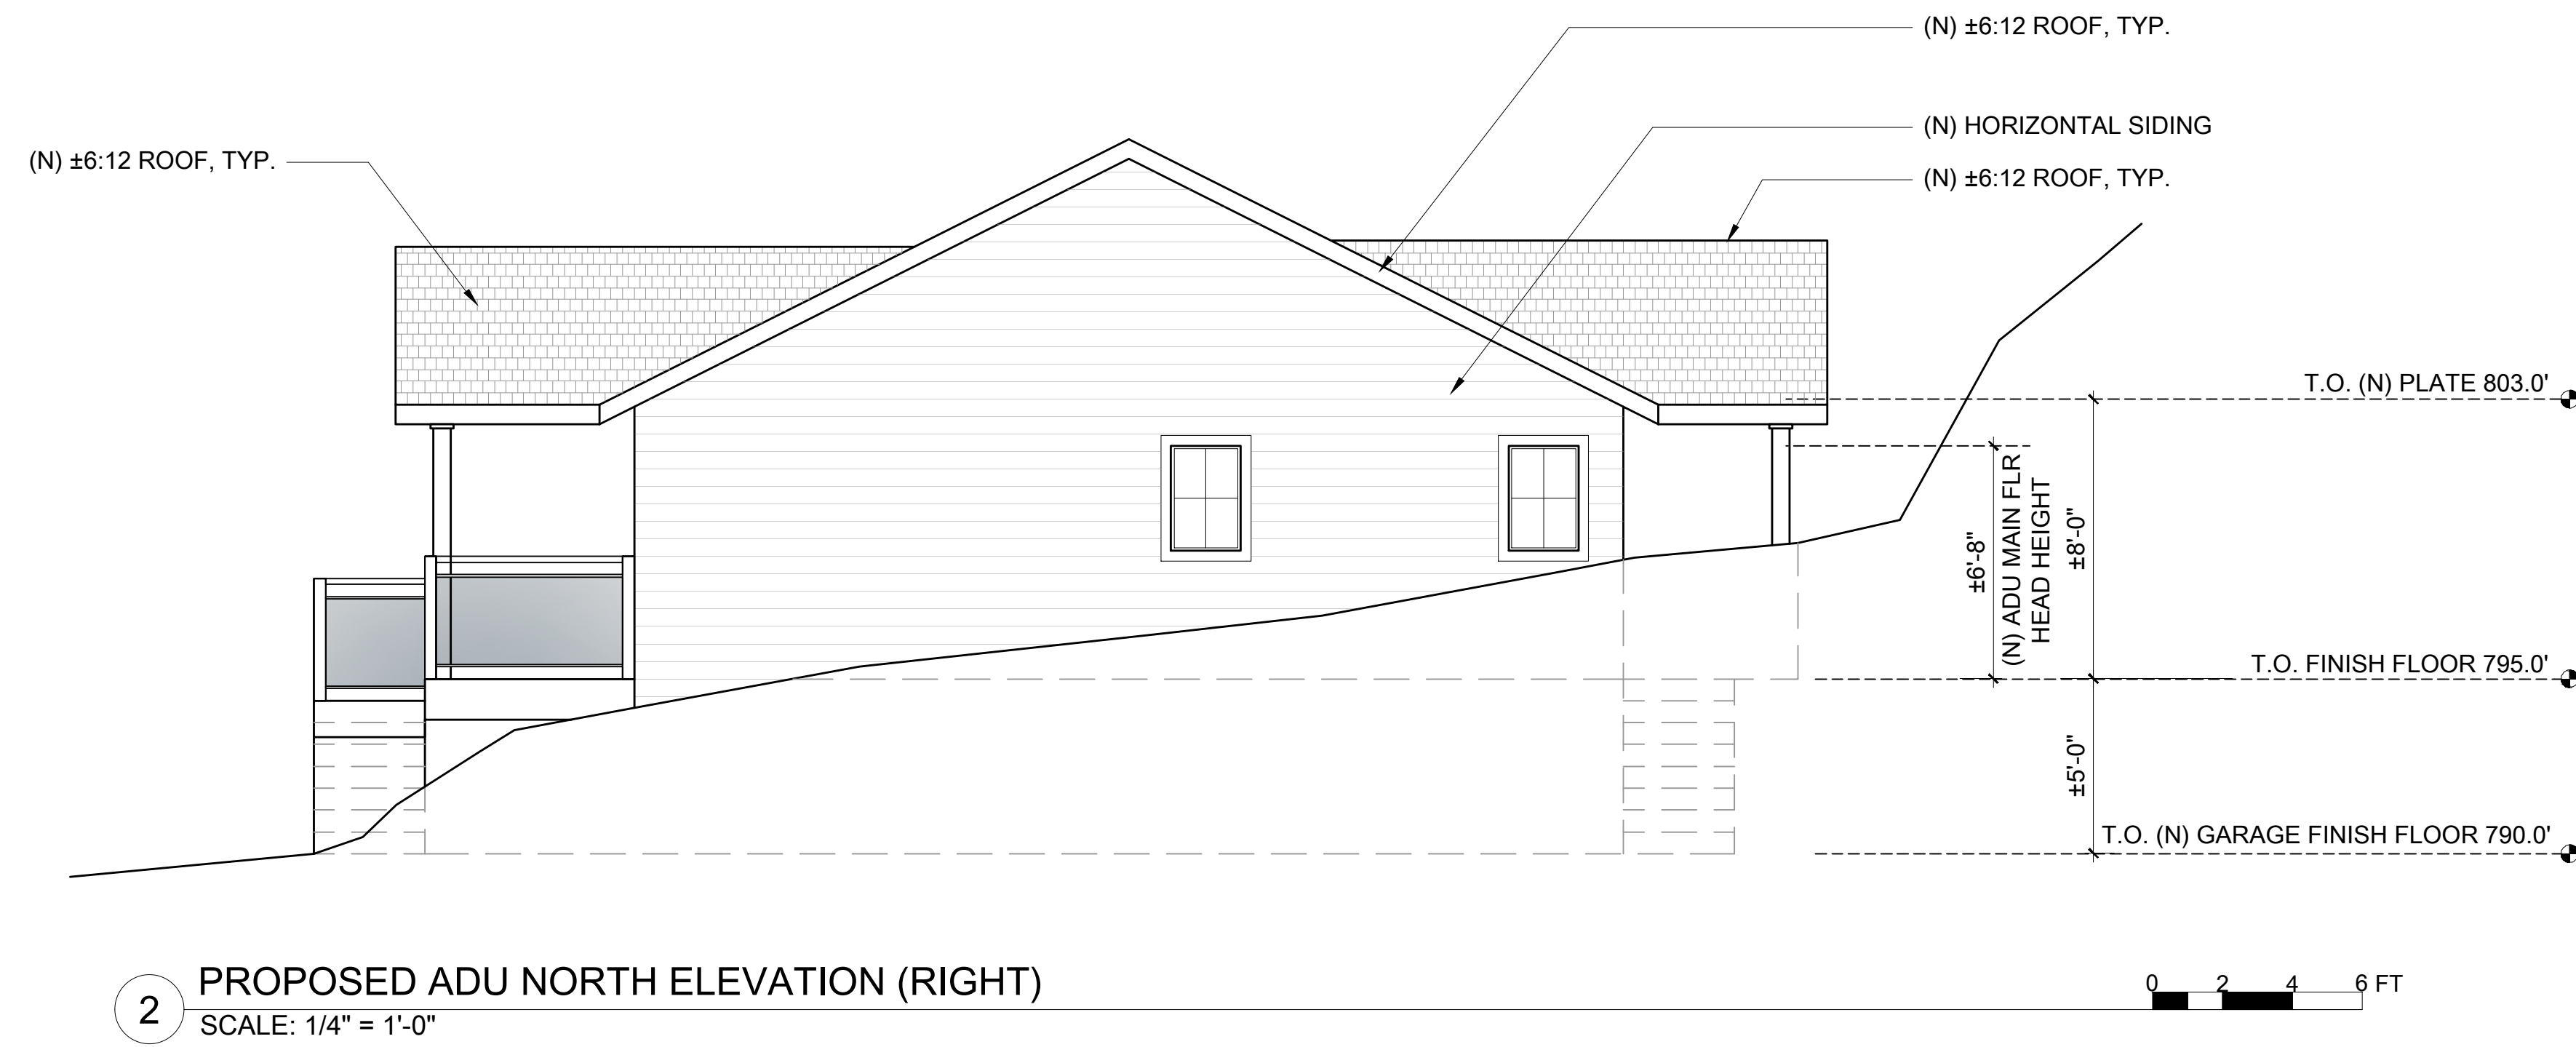 (N) ±6:12 ROOF, TYP.
(N) HORIZONTAL SIDING
(N) ±6:12 ROOF, TYP.
(N) ±6:12 ROOF, TYP.
T.O. (N) PLATE 803.0'
±6'-8"
(N) ADU MAIN FLR
HEAD HEIGHT
±8'-0"
T.O. FINISH FLOOR 795.0'
±5'-0"
T.O. (N) GARAGE FINISH FLOOR 790.0'
2
PROPOSED ADU NORTH ELEVATION (RIGHT)
SCALE: 1/4" = 1'-0"
0 2 4 6 FT